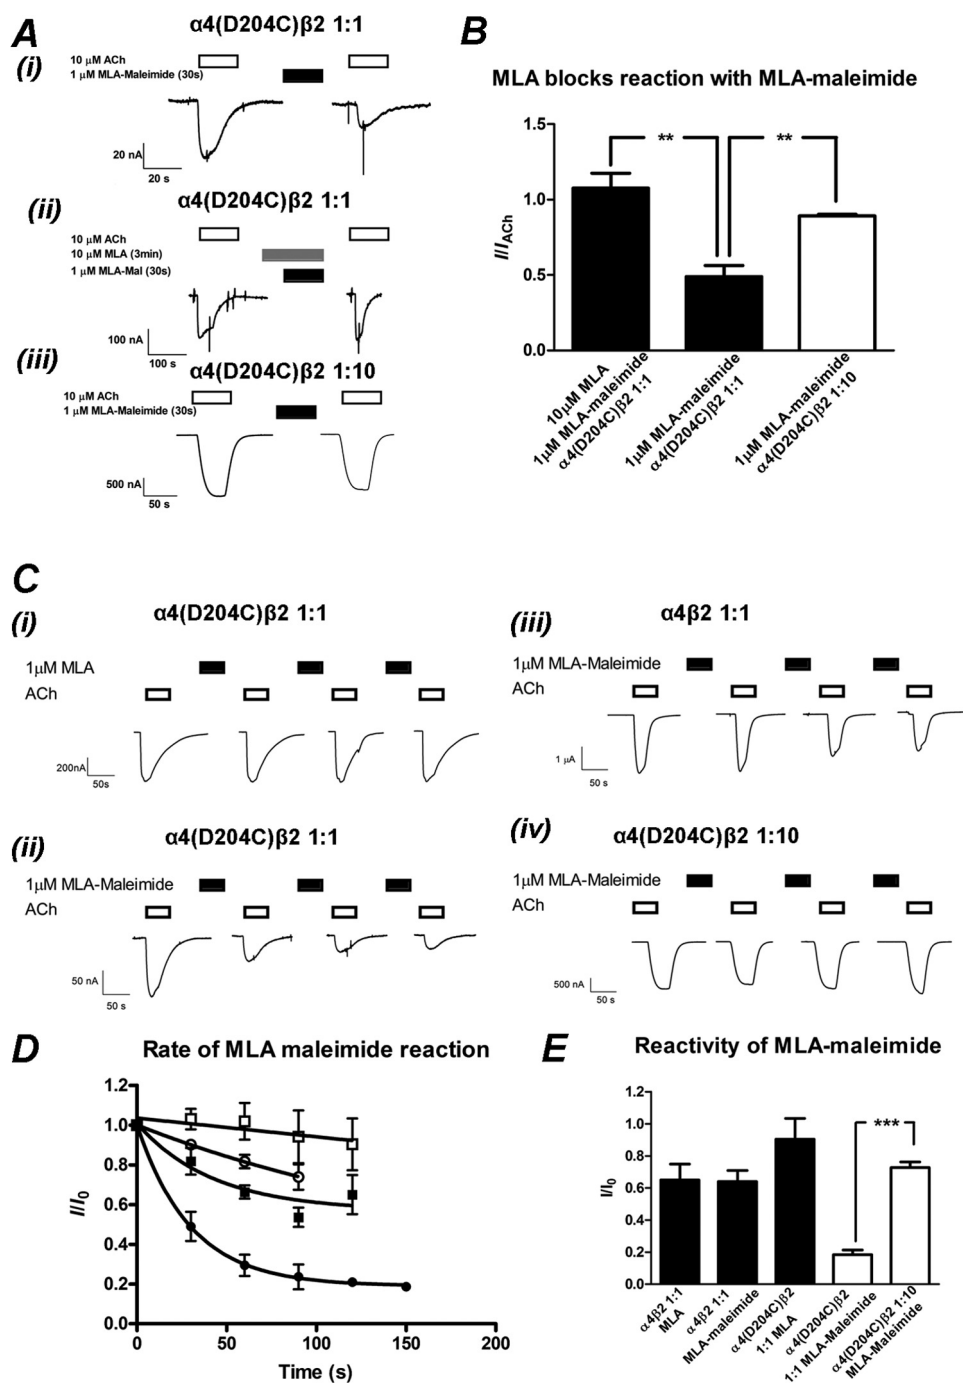 A
α4(D204C)β2 1:1
(i)
10 µM ACh
1 µM MLA-Maleimide (30s)
20 nA
20 s
α4(D204C)β2 1:1
(ii)
10 µM ACh
10 µM MLA (3min)
1 µM MLA-Mal (30s)
100 nA
100 s
(iii)
α4(D204C)β2 1:10
10 µM ACh
1 µM MLA-Maleimide (30s)
500 nA
50 s
B
MLA blocks reaction with MLA-maleimide
1.5
1.0
0.5
0.0
I/IACh
**
**
10µM MLA
1µM MLA-maleimide
α4(D204C)β2 1:1
1µM MLA-maleimide
α4(D204C)β2 1:1
1µM MLA-maleimide
α4(D204C)β2 1:10
C
(i)
α4(D204C)β2 1:1
1µM MLA
ACh
200nA
50s
(ii)
α4(D204C)β2 1:1
1µM MLA-Maleimide
ACh
50 nA
50 s
(iii)
α4β2 1:1
1µM MLA-Maleimide
ACh
1 µA
50 s
(iv)
α4(D204C)β2 1:10
1µM MLA-Maleimide
ACh
500 nA
50 s
D
Rate of MLA maleimide reaction
1.2
1.0
0.8
0.6
0.4
0.2
0.0
I/I0
0
50
100
150
200
Time (s)
E
Reactivity of MLA-maleimide
1.2
1.0
0.8
0.6
0.4
0.2
0.0
I/I0
***
α4β2 1:1
MLA
α4β2 1:1
MLA-maleimide
α4(D204C)β2
1:1 MLA
α4(D204C)β2
1:1 MLA-Maleimide
α4(D204C)β2 1:10
MLA-Maleimide